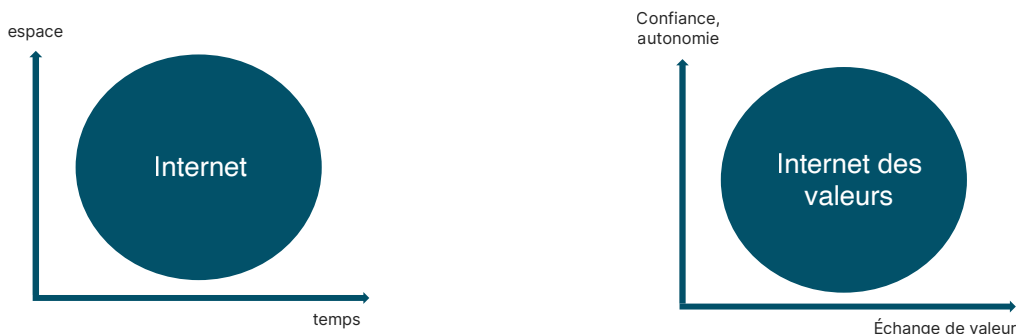 espace
Internet
temps
Confiance,
autonomie
Internet des
valeurs
Échange de valeur